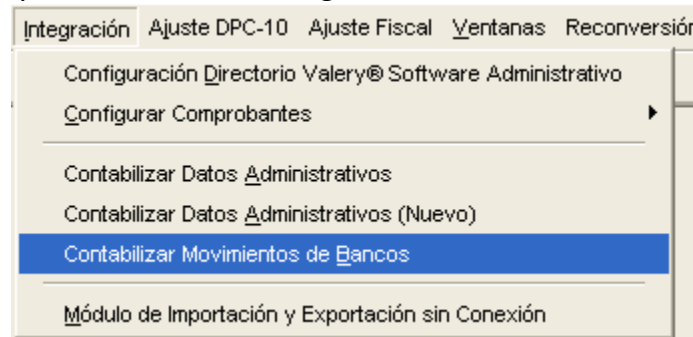 Integración Ajuste DPC-10 Ajuste Fiscal Ventanas Reconversión
Configuración Directorio Valery® Software Administrativo
Configurar Comprobantes
Contabilizar Datos Administrativos
Contabilizar Datos Administrativos (Nuevo)
Contabilizar Movimientos de Bancos
Módulo de Importación y Exportación sin Conexión